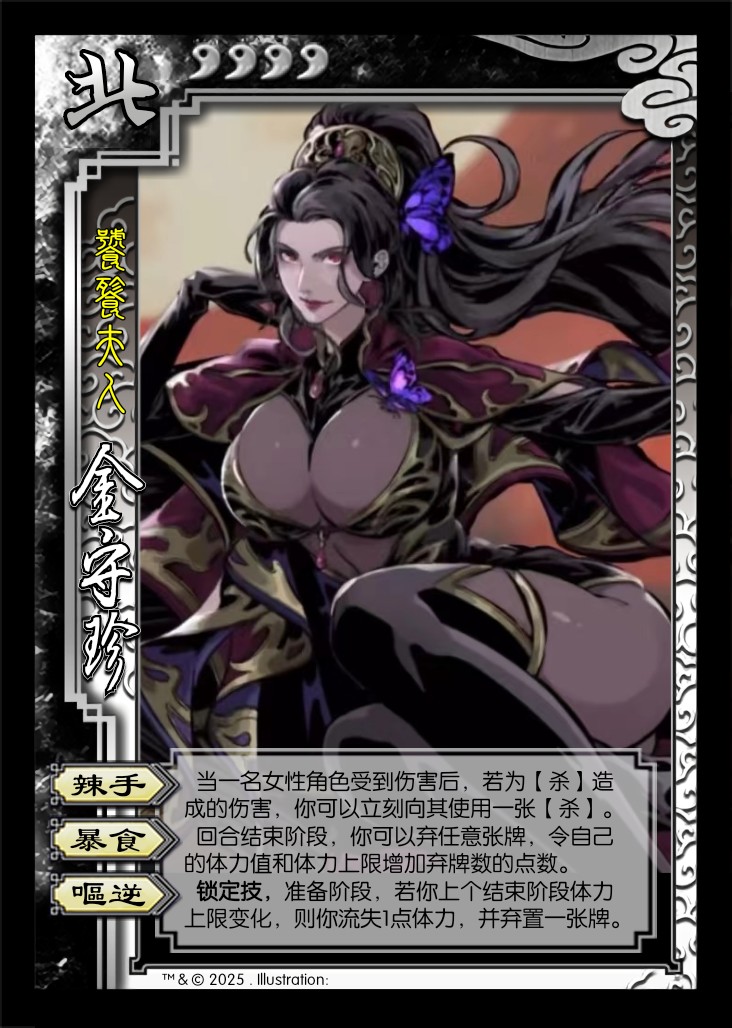 北
饕餮夫人
金守珍
辣手
当一名女性角色受到伤害后，若为【杀】造
成的伤害，你可以立刻向其使用一张【杀】。
暴食
回合结束阶段，你可以弃任意张牌，令自己
的体力值和体力上限增加弃牌数的点数。
嘔逆
锁定技，准备阶段，若你上个结束阶段体力
上限变化，则你流失1点体力，并弃置一张牌。
™&© 2025 . Illustration: